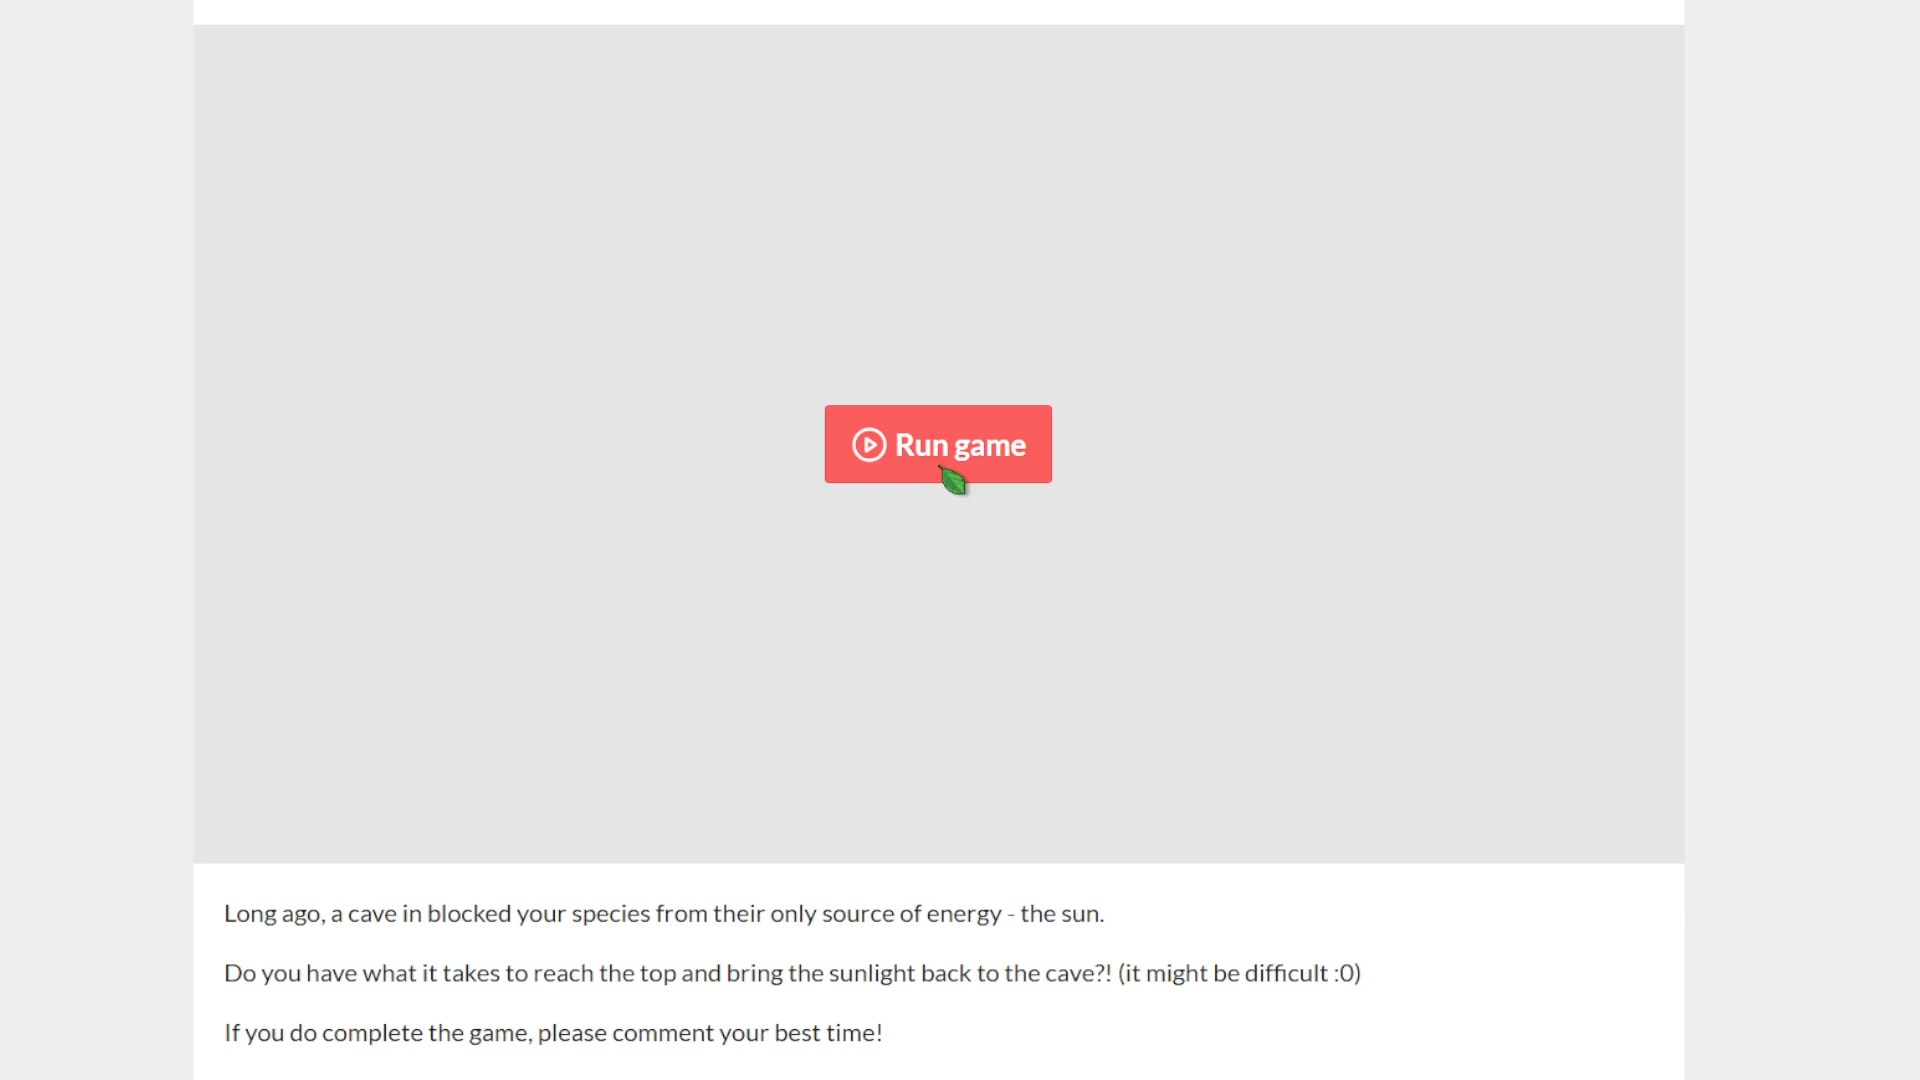 Run game
Long ago, a cave in blocked your species from their only source of energy - the sun.
Do you have what it takes to reach the top and bring the sunlight back to the cave?! (it might be difficult :0)
If you do complete the game, please comment your best time!